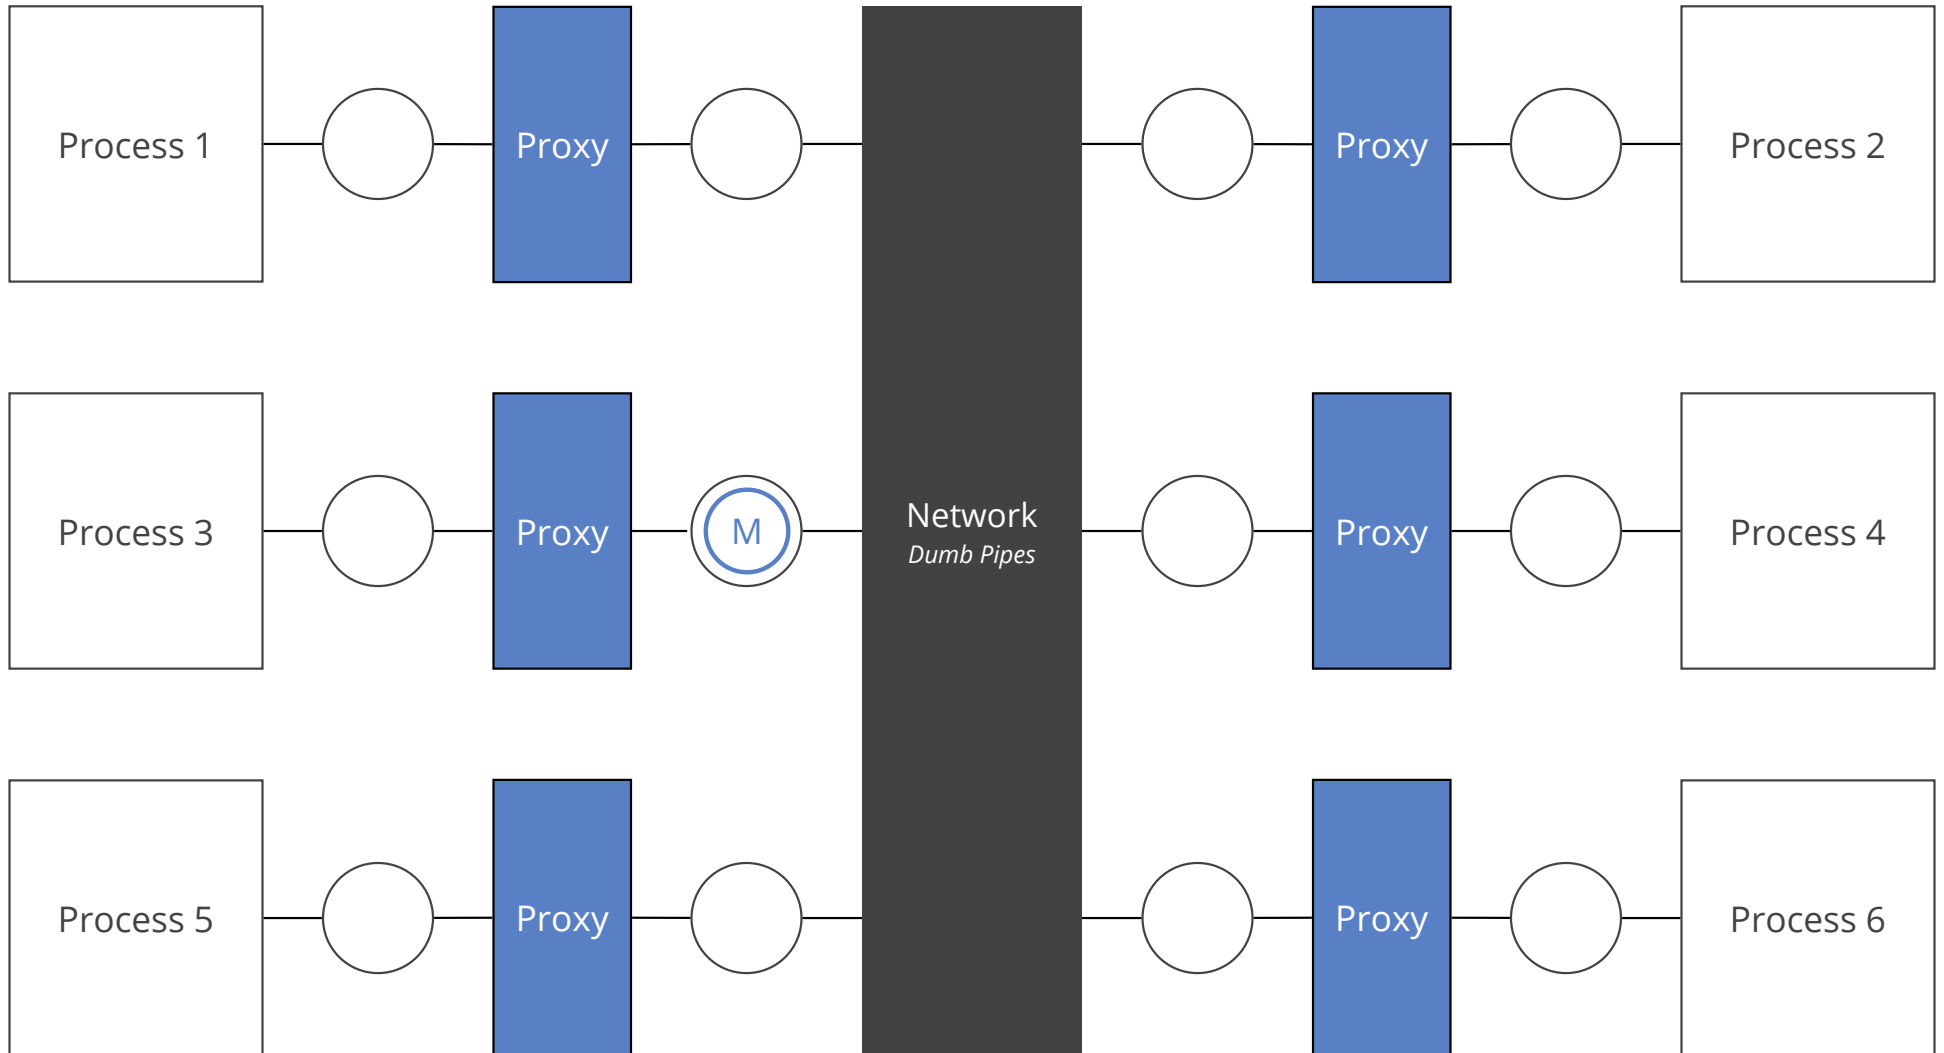 Process 1
Proxy
Proxy
Process 2
Process 3
Proxy
M
Network
Dumb Pipes
Proxy
Process 4
Process 5
Proxy
Proxy
Process 6